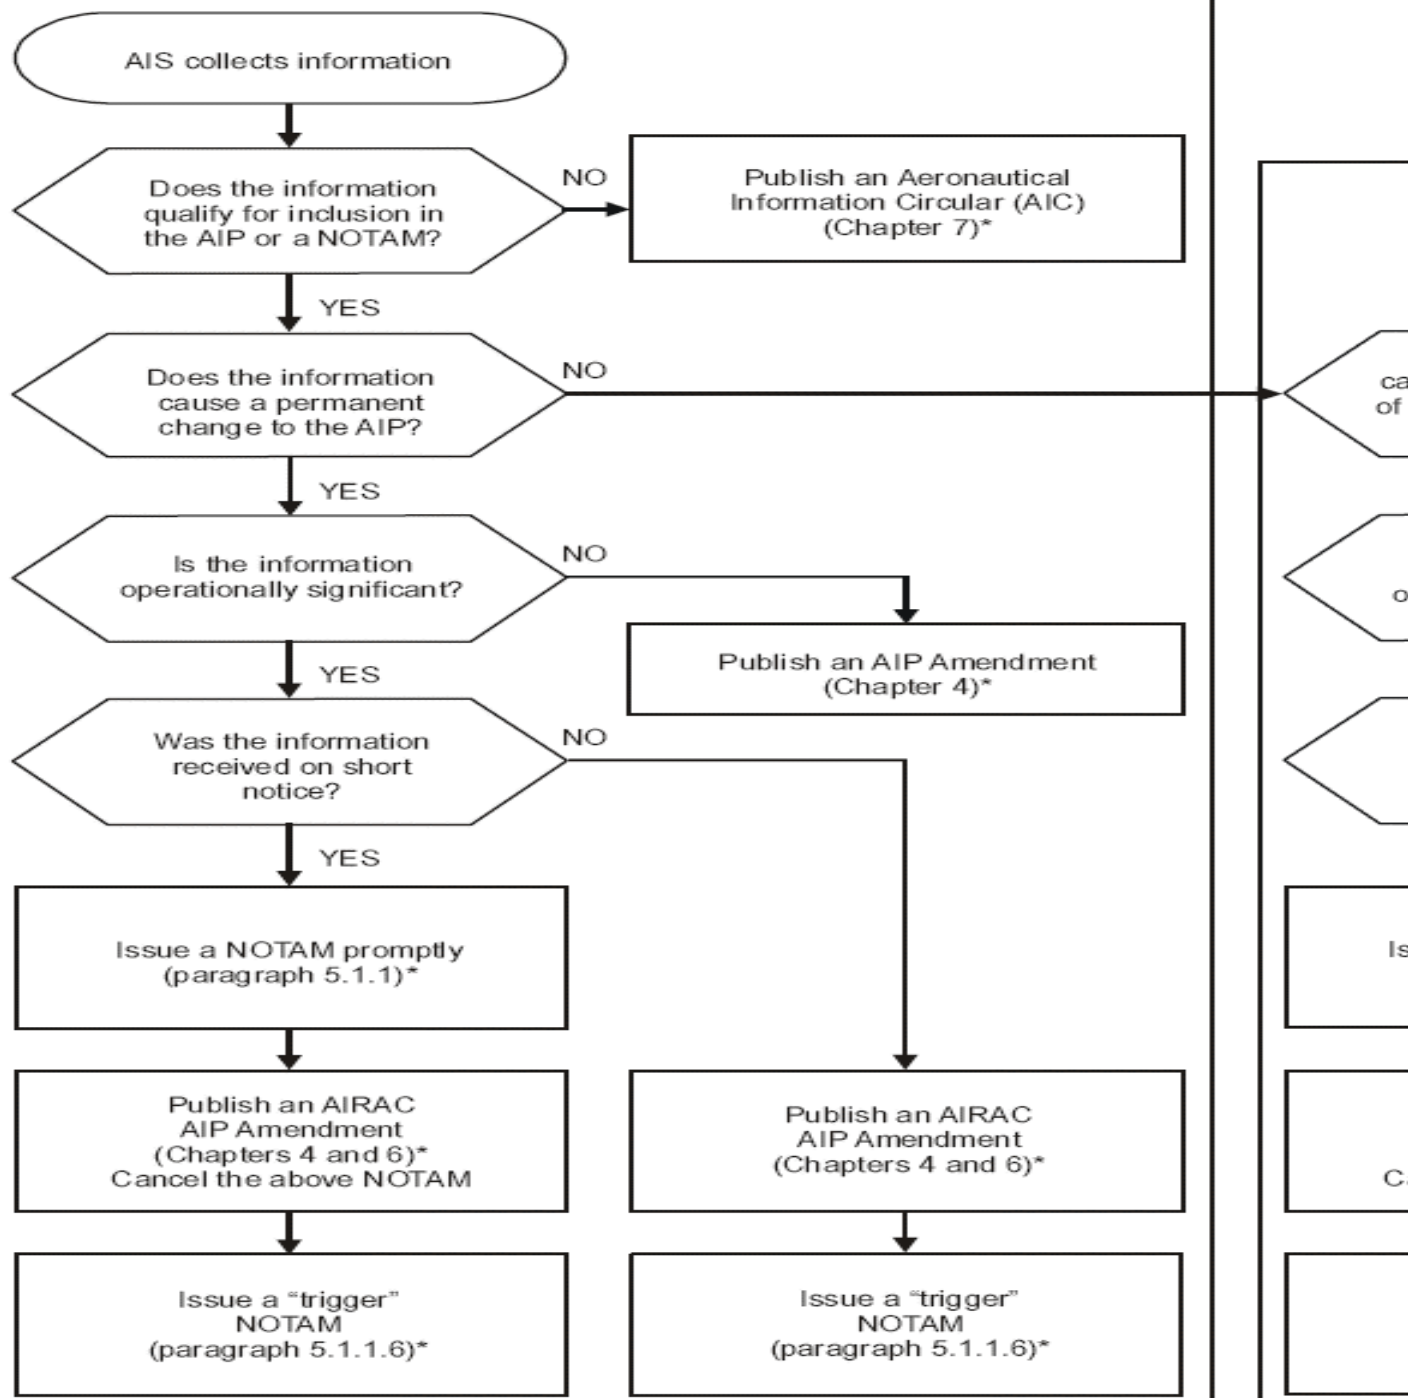 AIS collects information
Does the information
qualify for inclusion in
the AIP or a NOTAM?
NO
Publish an Aeronautical
Information Circular (AIC)
(Chapter 7)*
YES
Does the information
cause a permanent
change to the AIP?
NO
YES
Is the information
operationally significant?
NO
Publish an AIP Amendment
(Chapter 4)*
YES
Was the information
received on short
notice?
NO
YES
Issue a NOTAM promptly
(paragraph 5.1.1)*
Publish an AIRAC
AIP Amendment
(Chapters 4 and 6)*
Cancel the above NOTAM
Publish an AIRAC
AIP Amendment
(Chapters 4 and 6)*
Issue a “trigger”
NOTAM
(paragraph 5.1.1.6)*
Issue a “trigger”
NOTAM
(paragraph 5.1.1.6)*
of